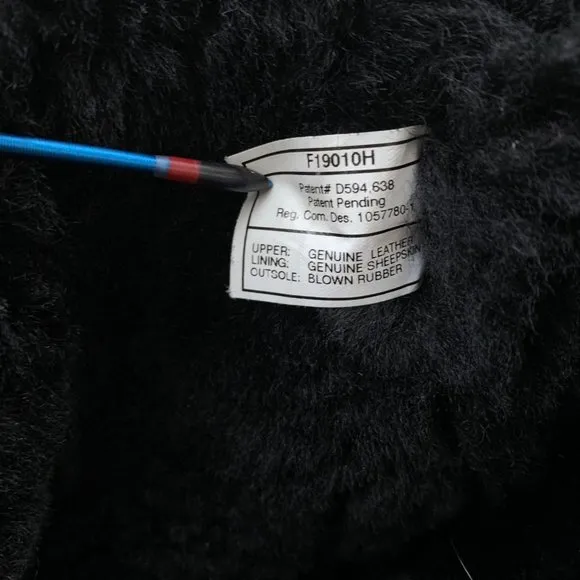 F19010H
Patent# D594,638
Patent Pending
Reg. Com. Des. 1057780-1
UPPER: GENUINE LEATHER
LINING: GENUINE SHEEPSKIN
OUTSOLE: BLOWN RUBBER